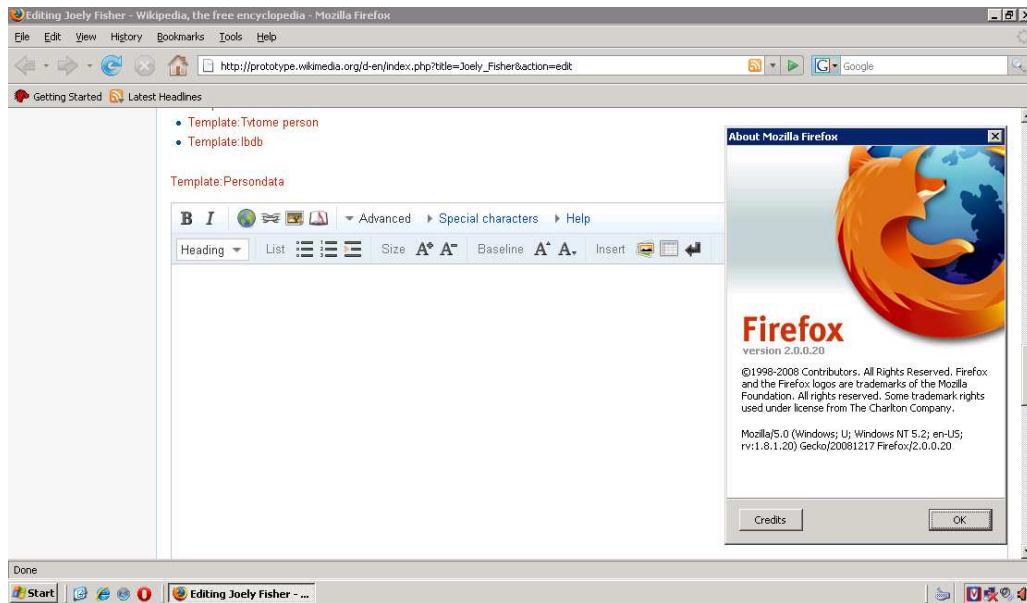 Editing Joely Fisher - Wikipedia, the free encyclopedia - Mozilla Firefox
File Edit View History Bookmarks Tools Help
http://prototype.wikimedia.org/d-en/index.php?title=Joely_Fisher&action=edit
G Google
Getting Started Latest Headlines
Template:Tvtome person
Template:Ibdb
Template:Persondata
B I Advanced Special characters Help
Heading List Size A A Baseline A A Insert
About Mozilla Firefox
Firefox
version 2.0.0.20
©1998-2008 Contributors. All Rights Reserved. Firefox
and the Firefox logos are trademarks of the Mozilla
Foundation. All rights reserved. Some trademark rights
used under license from The Charlton Company.
Mozilla/5.0 (Windows; U; Windows NT 5.2; en-US;
rv:1.8.1.20) Gecko/20081217 Firefox/2.0.0.20
Credits OK
Done
Start Editing Joely Fisher - ...